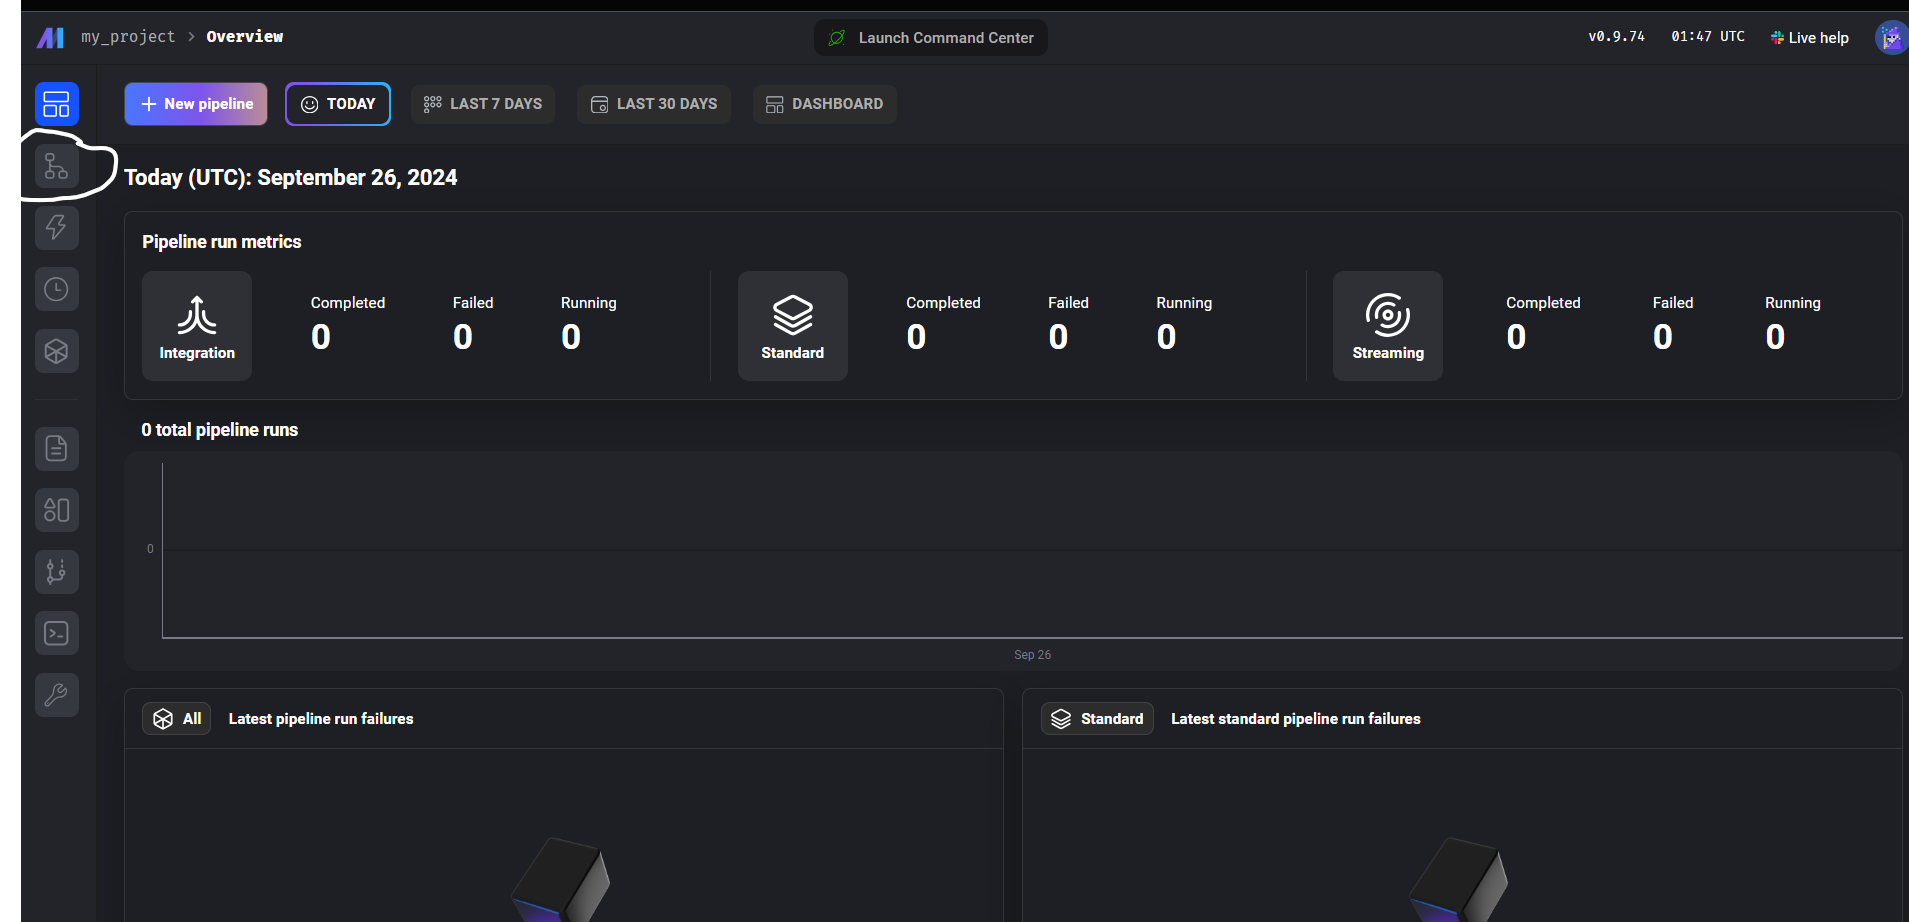 my_project > Overview
Launch Command Center
v0.9.74 01:47 UTC Live help
New pipeline TODAY LAST 7 DAYS LAST 30 DAYS DASHBOARD
Today (UTC): September 26, 2024
Pipeline run metrics
Integration
Completed Failed Running
0 0 0
Standard
Completed Failed Running
0 0 0
Streaming
Completed Failed Running
0 0 0
0 total pipeline runs
0
Sep 26
All Latest pipeline run failures
Standard Latest standard pipeline run failures